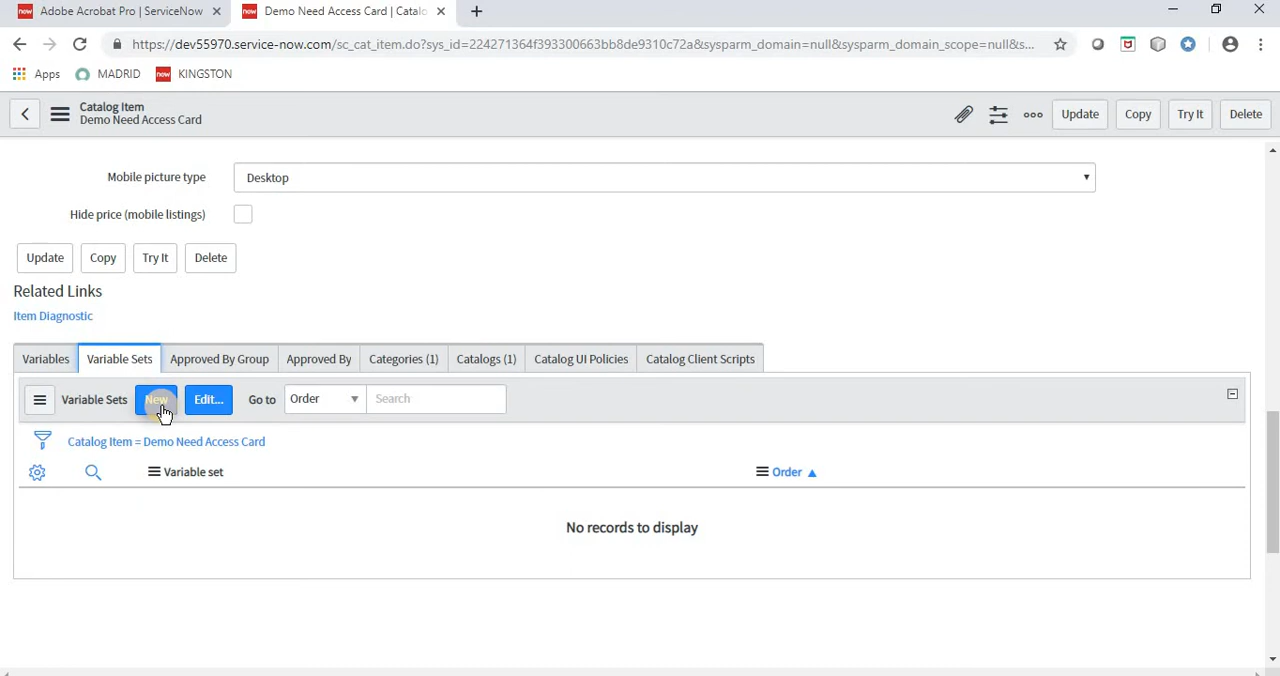 now Adobe Acrobat Pro | ServiceNow
now Demo Need Access Card | Catalo
https://dev55970.service-now.com/sc_cat_item.do?sys_id=224271364f393300663bb8de9310c72a&sysparm_domain=null&sysparm_domain_scope=null&s...
Apps MADRID now KINGSTON
Catalog Item
Demo Need Access Card
Update Copy Try It Delete
Mobile picture type Desktop
Hide price (mobile listings)
Update Copy Try It Delete
Related Links
Item Diagnostic
Variables Variable Sets Approved By Group Approved By Categories (1) Catalogs (1) Catalog UI Policies Catalog Client Scripts
Variable Sets New Edit... Go to Order Search
Catalog Item = Demo Need Access Card
Variable set Order
No records to display